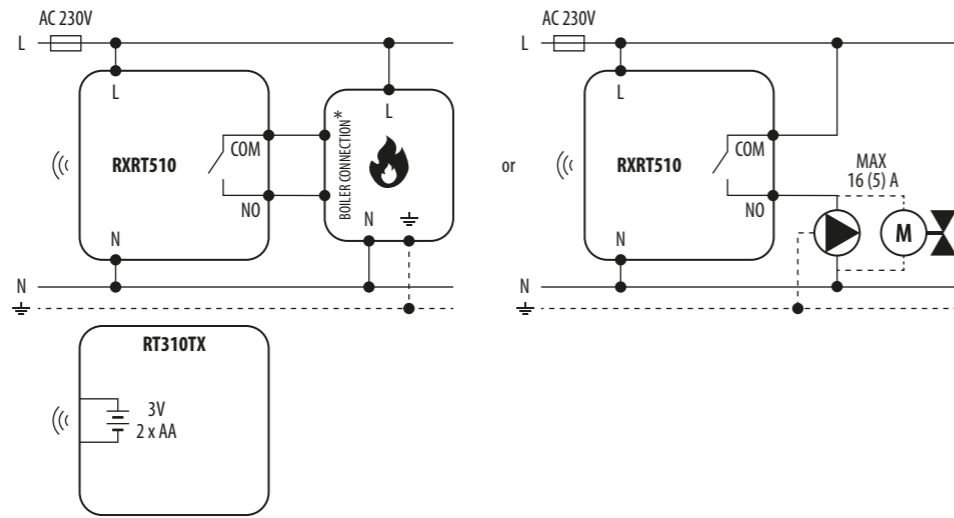 AC 230V
L
L
RXRT510
COM
NO
N
BOILER CONNECTION*
L
N
N
or
AC 230V
L
L
RXRT510
COM
NO
N
MAX
16 (5) A
M
N
RT310TX
3V
2 x AA